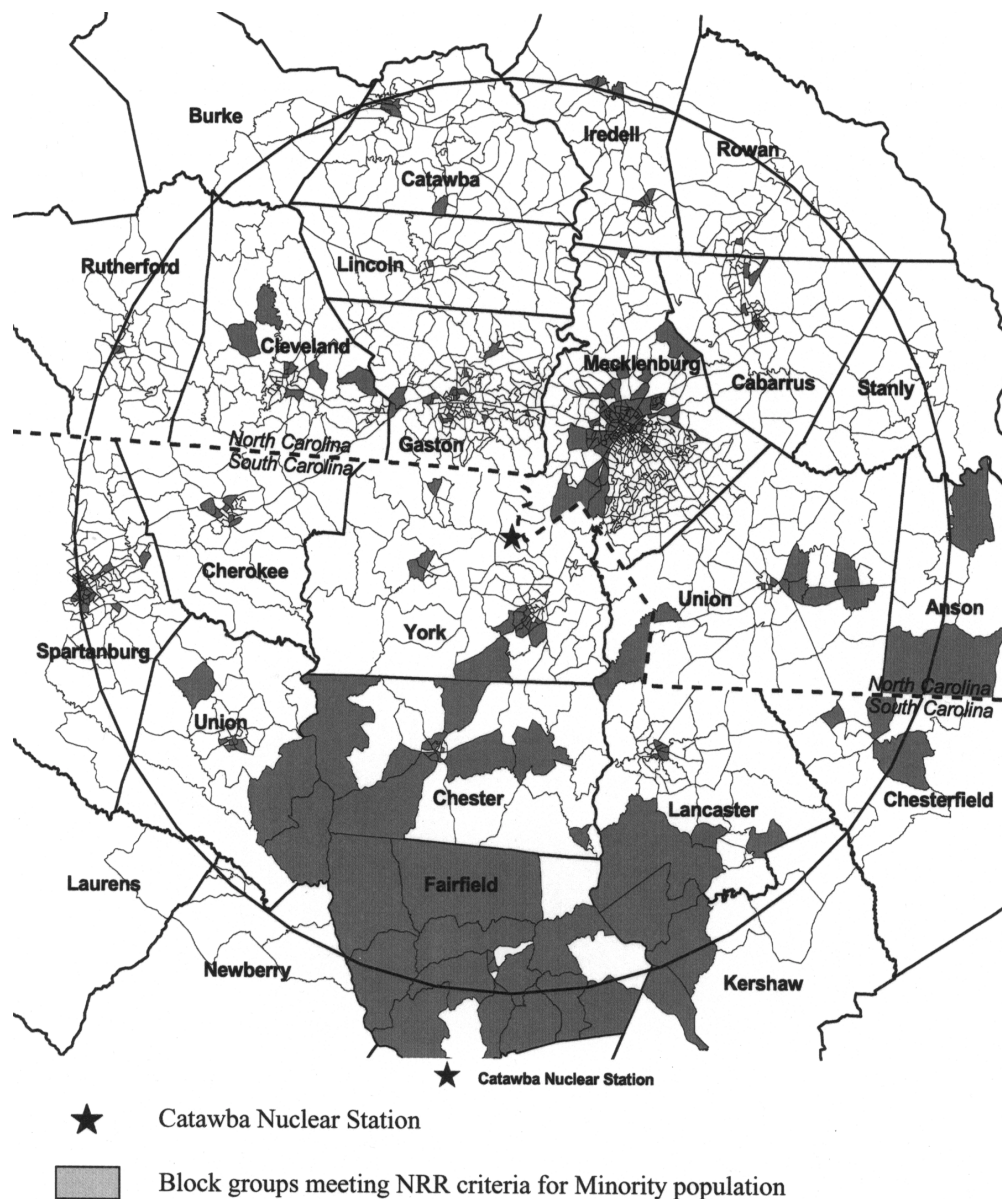 Burke
Iredell
Rowan
Catawba
Rutherford
Lincoln
Cleveland
Mecklenburg
Cabarrus
Stanly
Gaston
North Carolina
South Carolina
Cherokee
Union
Anson
York
Spartanburg
North Carolina
South Carolina
Union
Chester
Lancaster
Chesterfield
Laurens
Fairfield
Newberry
Kershaw
Catawba Nuclear Station
Catawba Nuclear Station
Block groups meeting NRR criteria for Minority population